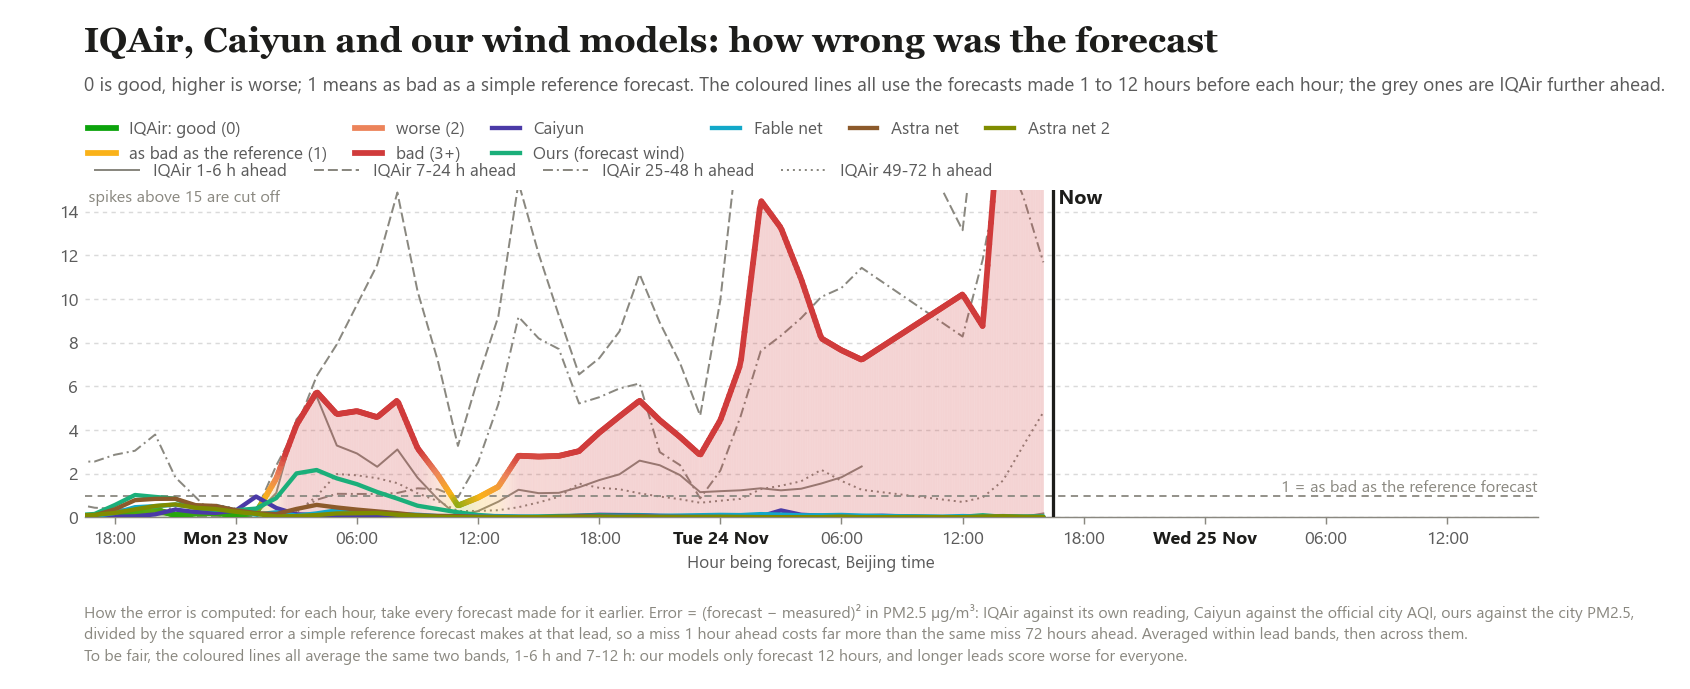 IQAir, Caiyun and our wind models: how wrong was the forecast
0 is good, higher is worse; 1 means as bad as a simple reference forecast. The coloured lines all use the forecasts made 1 to 12 hours before each hour; the grey ones are IQAir further ahead.
IQAir: good (0) worse (2) Caiyun Fable net Astra net Astra net 2
as bad as the reference (1) bad (3+) Ours (forecast wind)
IQAir 1-6 h ahead IQAir 7-24 h ahead IQAir 25-48 h ahead IQAir 49-72 h ahead
spikes above 15 are cut off
Now
14
12
10
8
6
4
2
1 = as bad as the reference forecast
0
18:00 Mon 23 Nov 06:00 12:00 18:00 Tue 24 Nov 06:00 12:00 18:00 Wed 25 Nov 06:00 12:00
Hour being forecast, Beijing time
How the error is computed: for each hour, take every forecast made for it earlier. Error = (forecast − measured)² in PM2.5 µg/m³: IQAir against its own reading, Caiyun against the official city AQI, ours against the city PM2.5,
divided by the squared error a simple reference forecast makes at that lead, so a miss 1 hour ahead costs far more than the same miss 72 hours ahead. Averaged within lead bands, then across them.
To be fair, the coloured lines all average the same two bands, 1-6 h and 7-12 h: our models only forecast 12 hours, and longer leads score worse for everyone.